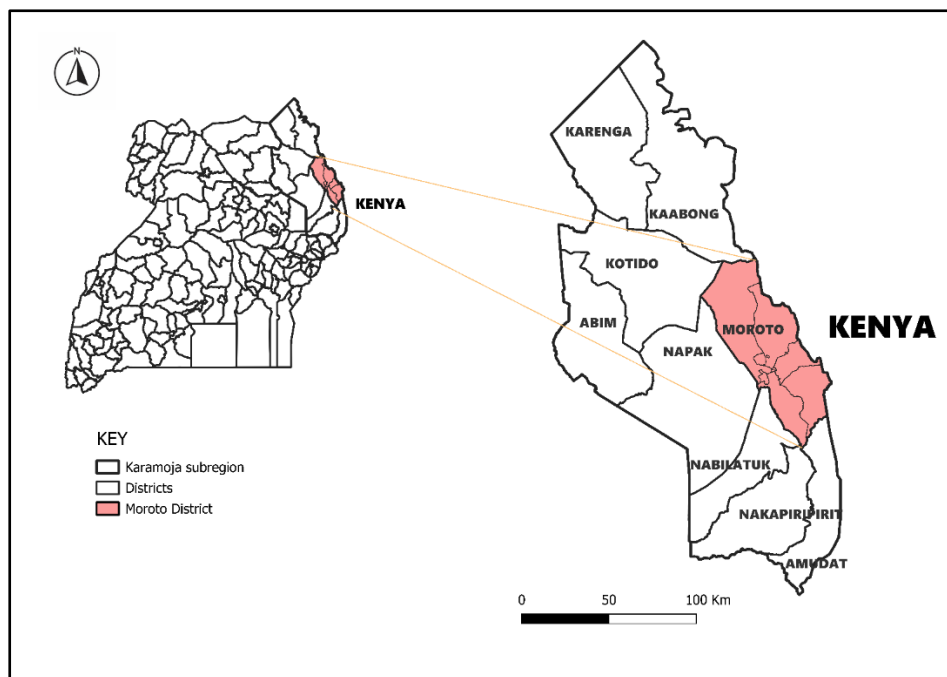 N
KENYA
KEY
Karamoja subregion
Districts
Moroto District
KARENGA
KAABONG
KOTIDO
ABIM
MOROTO
KENYA
NAPAK
NABILATUK
NAKAPIRIPIRIT
AMUDAT
0 50 100 Km